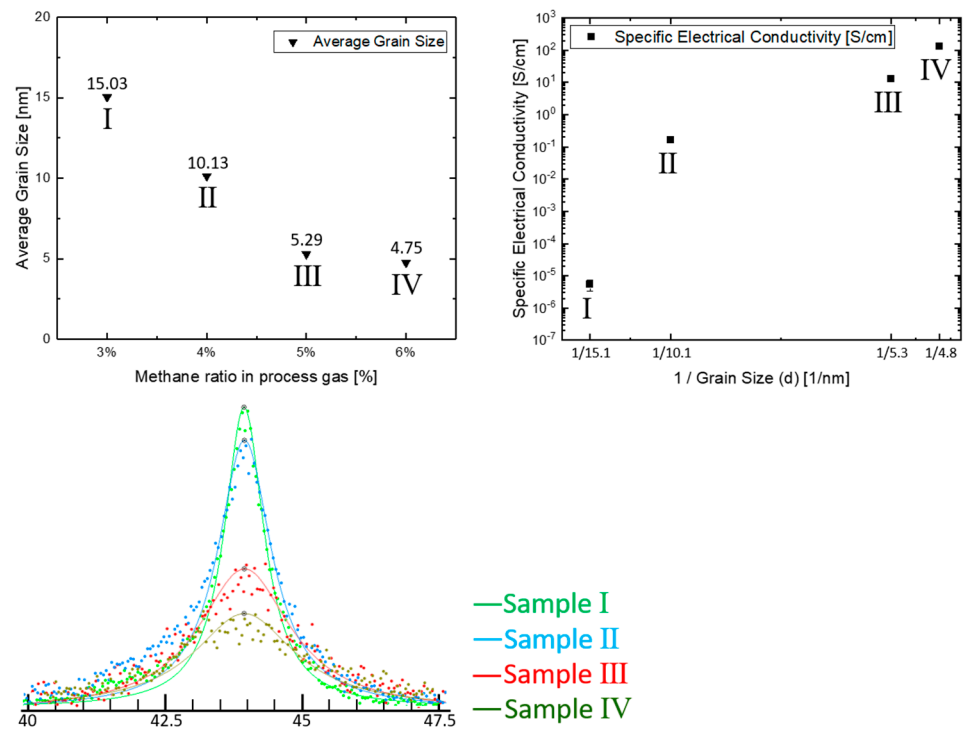 20
15
10
5
0
Average Grain Size [nm]
Average Grain Size
15.03
I
10.13
II
5.29
III
4.75
IV
3% 4% 5% 6%
Methane ratio in process gas [%]
10³
10²
10¹
10⁰
10⁻¹
10⁻²
10⁻³
10⁻⁴
10⁻⁵
10⁻⁶
10⁻⁷
Specific Electrical Conductivity [S/cm]
Specific Electrical Conductivity [S/cm]
IV
III
II
I
1/15.1 1/10.1 1/5.3 1/4.8
1 / Grain Size (d) [1/nm]
40 42.5 45 47.5
Sample I
Sample II
Sample III
Sample IV